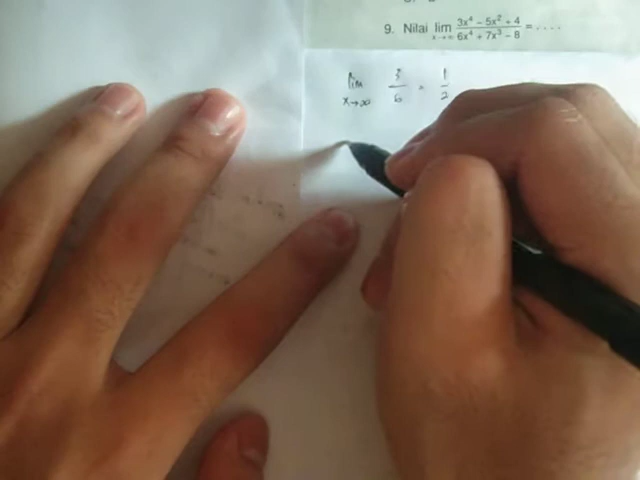 9. Nilai lim x→∞ (3x⁴ - 5x² + 4)/(6x⁴ + 7x³ - 8) = ....
lim x→∞ 3/6 = 1/2